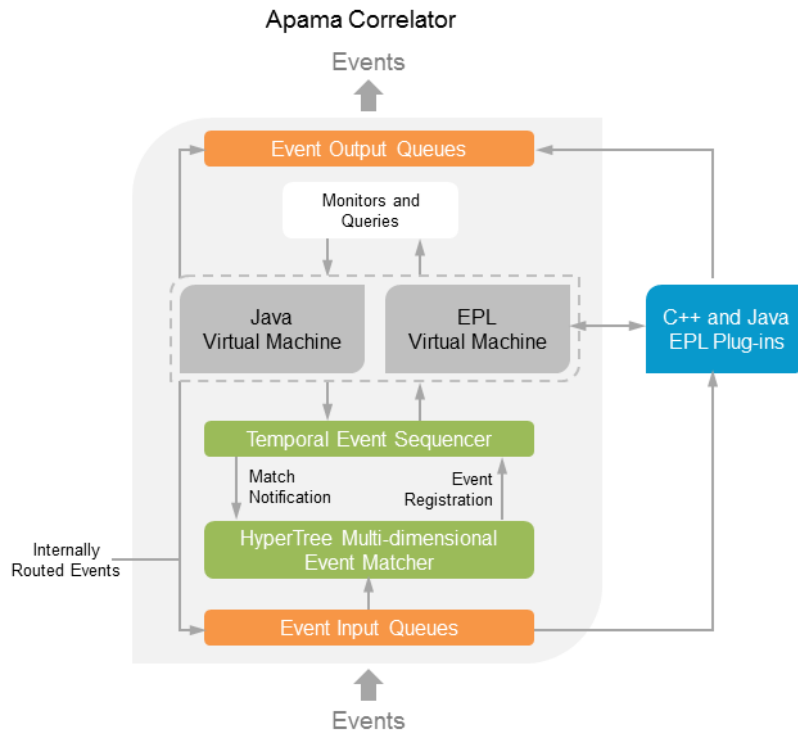 Apama Correlator
Events
Event Output Queues
Monitors and
Queries
Java
Virtual Machine
EPL
Virtual Machine
C++ and Java
EPL Plug-ins
Temporal Event Sequencer
Match
Notification
Event
Registration
HyperTree Multi-dimensional
Event Matcher
Internally
Routed Events
Event Input Queues
Events